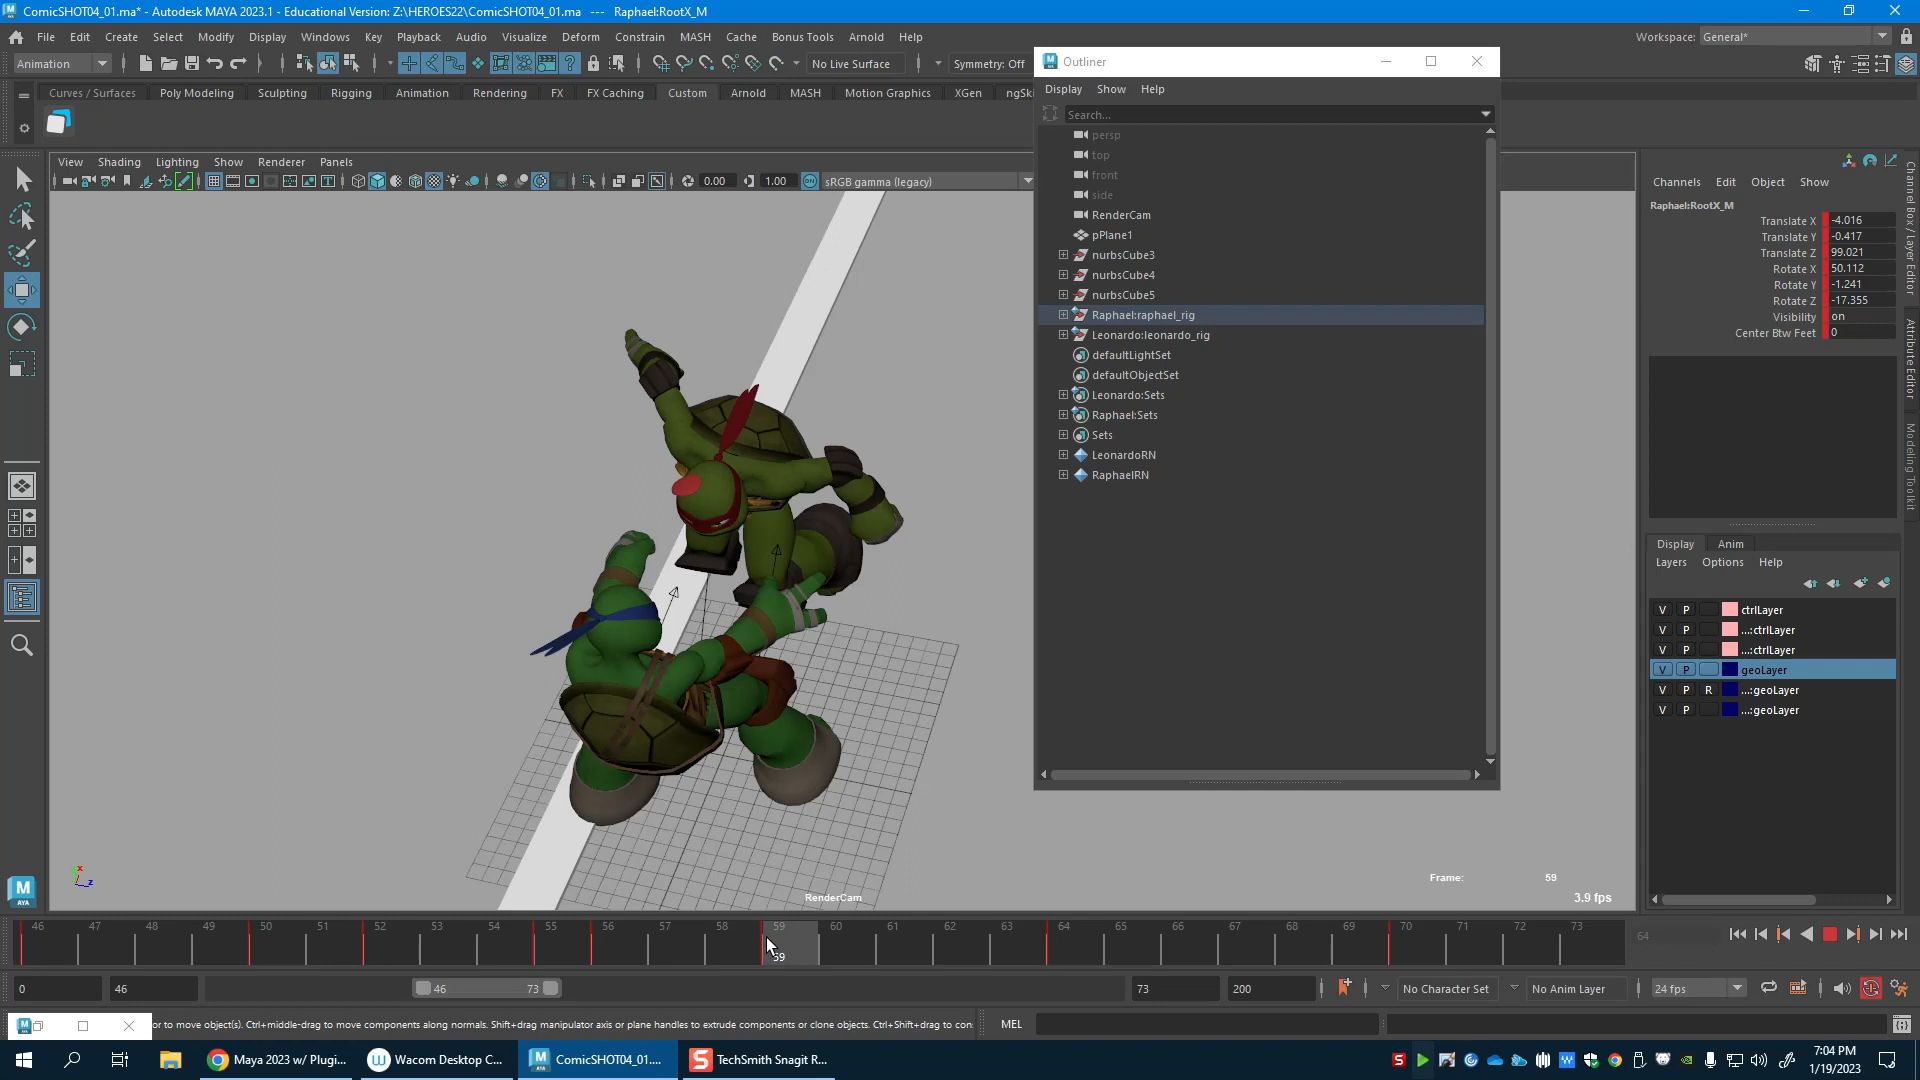 ComicSHOT04_01.ma* - Autodesk MAYA 2023.1 - Educational Version: Z:\HEROES22\ComicSHOT04_01.ma --- Raphael:RootX_M
File Edit Create Select Modify Display Windows Key Playback Audio Visualize Deform Constrain MASH Cache Bonus Tools Arnold Help
Workspace: General*
Animation
No Live Surface
Symmetry: Off
Curves / Surfaces Poly Modeling Sculpting Rigging Animation Rendering FX FX Caching Custom Arnold MASH Motion Graphics XGen ngSki
View Shading Lighting Show Renderer Panels
0.00 1.00 ON sRGB gamma (legacy)
Outliner
Display Show Help
Search...
persp
top
front
side
RenderCam
pPlane1
nurbsCube3
nurbsCube4
nurbsCube5
Raphael:raphael_rig
Leonardo:leonardo_rig
defaultLightSet
defaultObjectSet
Leonardo:Sets
Raphael:Sets
Sets
LeonardoRN
RaphaelRN
Channels Edit Object Show
Raphael:RootX_M
Translate X -4.016
Translate Y -0.417
Translate Z 99.021
Rotate X 50.112
Rotate Y -1.241
Rotate Z -17.355
Visibility on
Center Btw Feet 0
Channel Box / Layer Editor
Attribute Editor
Modeling Toolkit
Display Anim
Layers Options Help
V P ctrlLayer
V P ...:ctrlLayer
V P ...:ctrlLayer
V P geoLayer
V P R ...:geoLayer
V P ...:geoLayer
M
AYA
x
z
RenderCam
Frame: 59
3.9 fps
46 47 48 49 50 51 52 53 54 55 56 57 58 59 60 61 62 63 64 65 66 67 68 69 70 71 72 73
59
64
0 46 46 73 73 200 No Character Set No Anim Layer 24 fps
or to move object(s). Ctrl+middle-drag to move components along normals. Shift+drag manipulator axis or plane handles to extrude components or clone objects. Ctrl+Shift+drag to con
MEL
Maya 2023 w/ Plugi...
Wacom Desktop C...
ComicSHOT04_01....
TechSmith Snagit R...
7:04 PM
1/19/2023